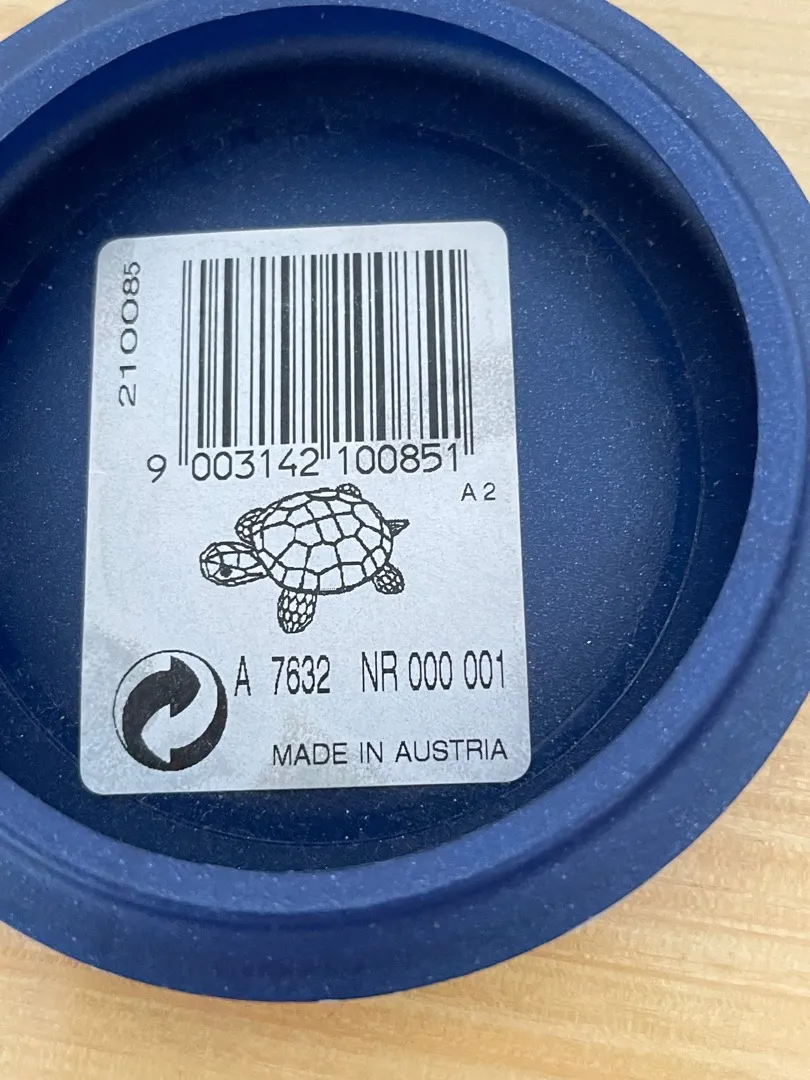 210085
9 003142 100851
A 2
A 7632 NR 000 001
MADE IN AUSTRIA